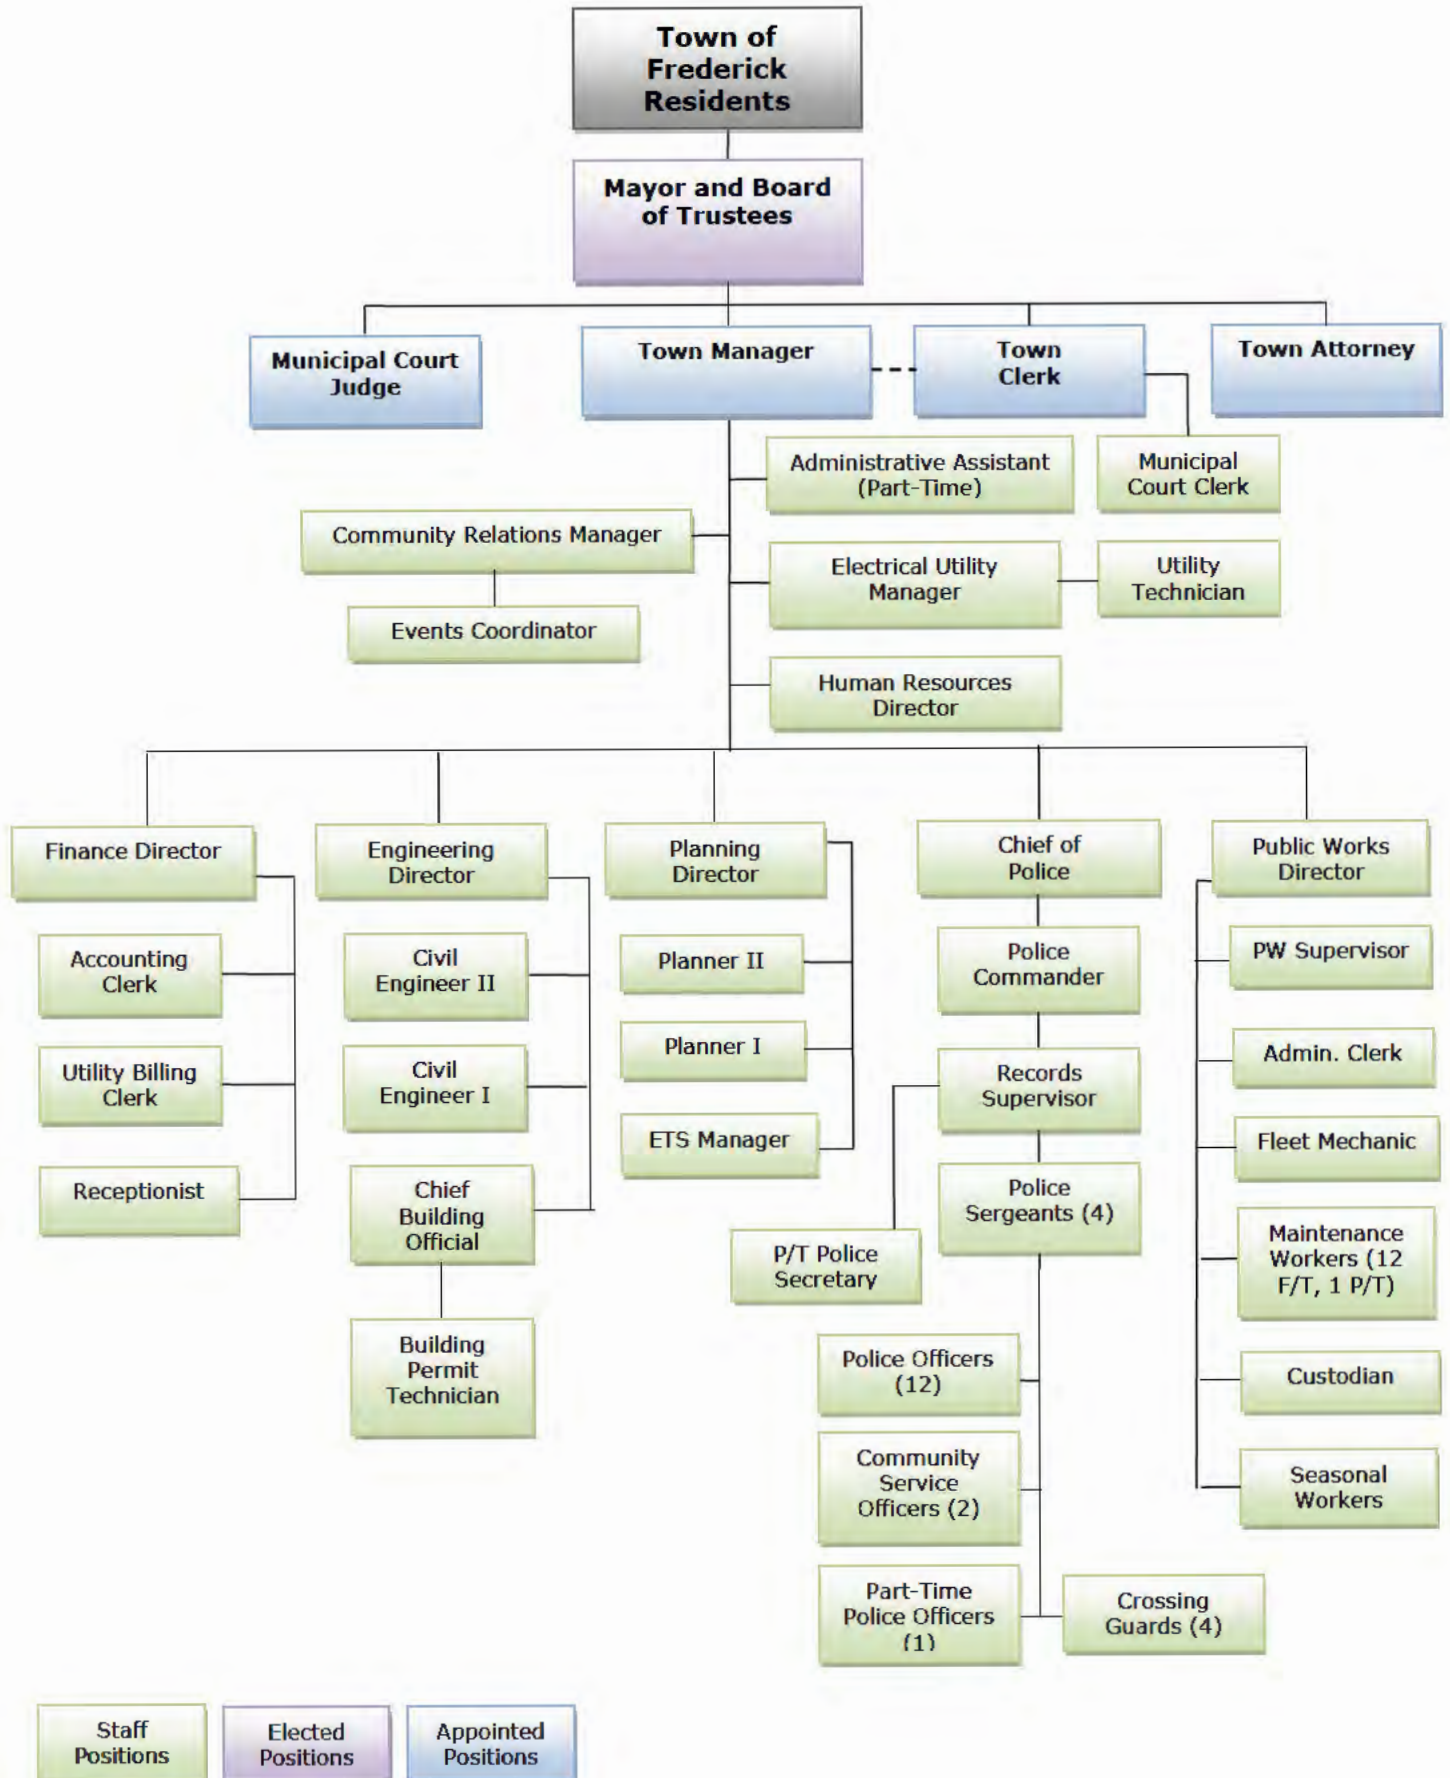 Town of
Frederick
Residents
Mayor and Board
of Trustees
Municipal Court
Judge
Town Manager
Town
Clerk
Town Attorney
Administrative Assistant
(Part-Time)
Municipal
Court Clerk
Community Relations Manager
Electrical Utility
Manager
Utility
Technician
Events Coordinator
Human Resources
Director
Finance Director
Engineering
Director
Planning
Director
Chief of
Police
Public Works
Director
Accounting
Clerk
Utility Billing
Clerk
Receptionist
Civil
Engineer II
Civil
Engineer I
Chief
Building
Official
Building
Permit
Technician
Planner II
Planner I
ETS Manager
Police
Commander
Records
Supervisor
Police
Sergeants (4)
P/T Police
Secretary
Police Officers
(12)
Community
Service
Officers (2)
Part-Time
Police Officers
(1)
Crossing
Guards (4)
PW Supervisor
Admin. Clerk
Fleet Mechanic
Maintenance
Workers (12
F/T, 1 P/T)
Custodian
Seasonal
Workers
Staff
Positions
Elected
Positions
Appointed
Positions